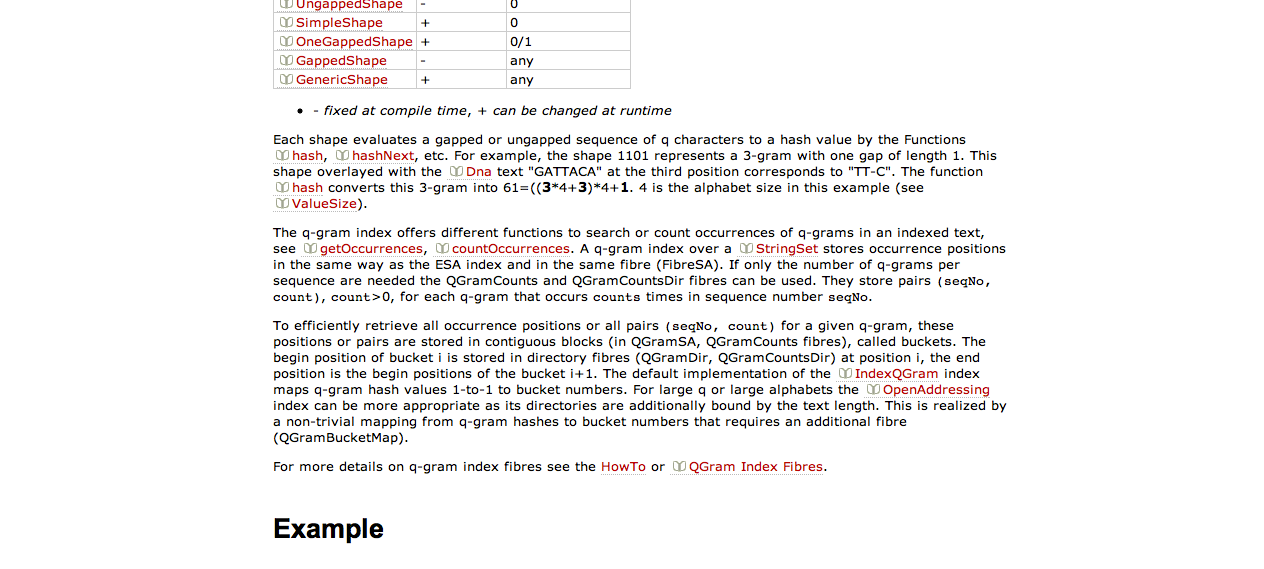 UngappedShape - 0
SimpleShape + 0
OneGappedShape + 0/1
GappedShape - any
GenericShape + any
• - fixed at compile time, + can be changed at runtime
Each shape evaluates a gapped or ungapped sequence of q characters to a hash value by the Functions
hash, hashNext, etc. For example, the shape 1101 represents a 3-gram with one gap of length 1. This
shape overlayed with the Dna text "GATTACA" at the third position corresponds to "TT-C". The function
hash converts this 3-gram into 61=((3*4+3)*4+1. 4 is the alphabet size in this example (see
ValueSize).
The q-gram index offers different functions to search or count occurrences of q-grams in an indexed text,
see getOccurrences, countOccurrences. A q-gram index over a StringSet stores occurrence positions
in the same way as the ESA index and in the same fibre (FibreSA). If only the number of q-grams per
sequence are needed the QGramCounts and QGramCountsDir fibres can be used. They store pairs (seqNo,
count), count>0, for each q-gram that occurs counts times in sequence number seqNo.
To efficiently retrieve all occurrence positions or all pairs (seqNo, count) for a given q-gram, these
positions or pairs are stored in contiguous blocks (in QGramSA, QGramCounts fibres), called buckets. The
begin position of bucket i is stored in directory fibres (QGramDir, QGramCountsDir) at position i, the end
position is the begin positions of the bucket i+1. The default implementation of the IndexQGram index
maps q-gram hash values 1-to-1 to bucket numbers. For large q or large alphabets the OpenAddressing
index can be more appropriate as its directories are additionally bound by the text length. This is realized by
a non-trivial mapping from q-gram hashes to bucket numbers that requires an additional fibre
(QGramBucketMap).
For more details on q-gram index fibres see the HowTo or QGram Index Fibres.
Example